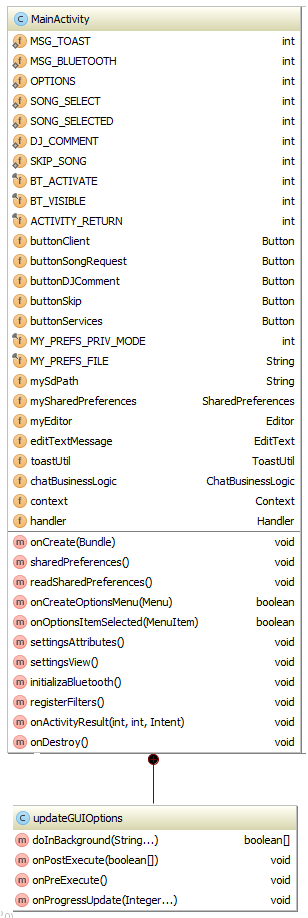 MainActivity
MSG_TOAST int
MSG_BLUETOOTH int
OPTIONS int
SONG_SELECT int
SONG_SELECTED int
DJ_COMMENT int
SKIP_SONG int
BT_ACTIVATE int
BT_VISIBLE int
ACTIVITY_RETURN int
buttonClient Button
buttonSongRequest Button
buttonDJComment Button
buttonSkip Button
buttonServices Button
MY_PREFS_PRIV_MODE int
MY_PREFS_FILE String
mySdPath String
mySharedPreferences SharedPreferences
myEditor Editor
editTextMessage EditText
toastUtil ToastUtil
chatBusinessLogic ChatBusinessLogic
context Context
handler Handler
onCreate(Bundle) void
sharedPreferences() void
readSharedPreferences() void
onCreateOptionsMenu(Menu) boolean
onOptionsItemSelected(MenuItem) boolean
settingsAttributes() void
settingsView() void
initializaBluetooth() void
registerFilters() void
onActivityResult(int, int, Intent) void
onDestroy() void
updateGUIOptions
doInBackground(String...) boolean[]
onPostExecute(boolean[]) void
onPreExecute() void
onProgressUpdate(Integer...) void